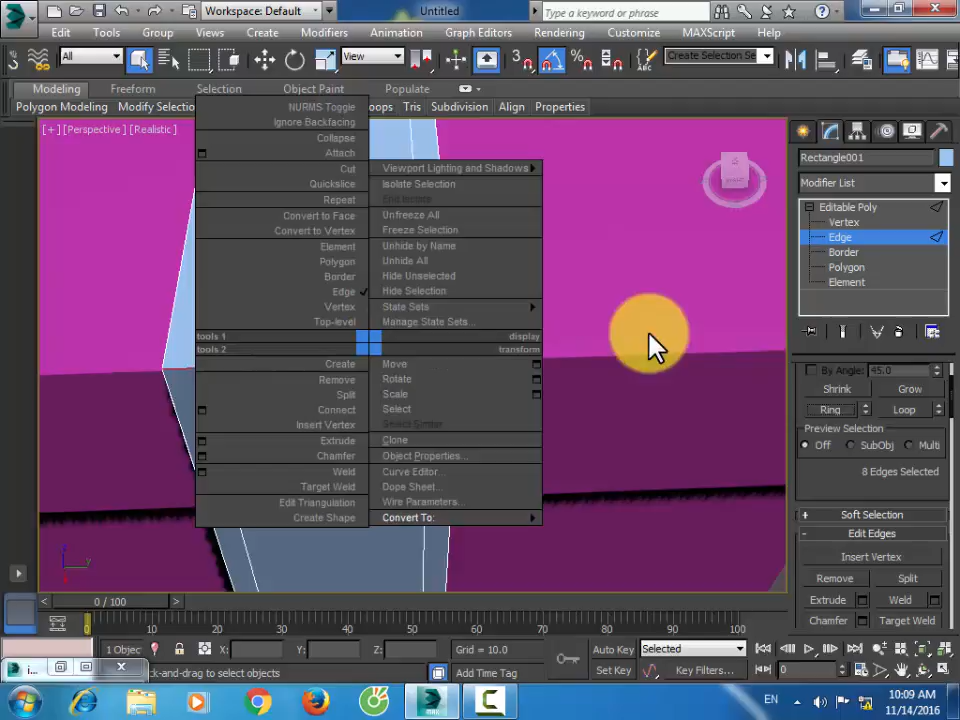 Workspace: Default
Untitled
Type a keyword or phrase
Edit
Tools
Group
Views
Create
Modifiers
Animation
Graph Editors
Rendering
Customize
MAXScript
Help
All
View
3
Create Selection Se
Modeling
Freeform
Selection
Object Paint
Populate
Polygon Modeling
Modify Selectio
oops
Tris
Subdivision
Align
Properties
[+] [Perspective ] [Realistic ]
NURMS Toggle
Ignore Backfacing
Collapse
Attach
Cut
Quickslice
Repeat
Convert to Face
Convert to Vertex
Element
Polygon
Border
Edge
Vertex
Top-level
tools 1
tools 2
Create
Remove
Split
Connect
Insert Vertex
Extrude
Chamfer
Weld
Target Weld
Edit Triangulation
Create Shape
Viewport Lighting and Shadows
Isolate Selection
End Isolate
Unfreeze All
Freeze Selection
Unhide by Name
Unhide All
Hide Unselected
Hide Selection
State Sets
Manage State Sets...
display
transform
Move
Rotate
Scale
Select
Select Similar
Clone
Object Properties...
Curve Editor...
Dope Sheet...
Wire Parameters...
Convert To:
Rectangle001
Modifier List
Editable Poly
Vertex
Edge
Border
Polygon
Element
By Angle: 45.0
Shrink
Grow
Ring
Loop
Preview Selection
Off
SubObj
Multi
8 Edges Selected
+ Soft Selection
- Edit Edges
Insert Vertex
Remove
Split
Extrude
Weld
Chamfer
Target Weld
z
y
x
< 0 / 100 >
0
10
20
30
40
50
60
70
80
90
100
1 Objec
X:
Y:
Z:
Grid = 10.0
Auto Key
Selected
Set Key
Key Filters...
0
i...
ck-and-drag to select objects
Add Time Tag
EN
10:09 AM
11/14/2016